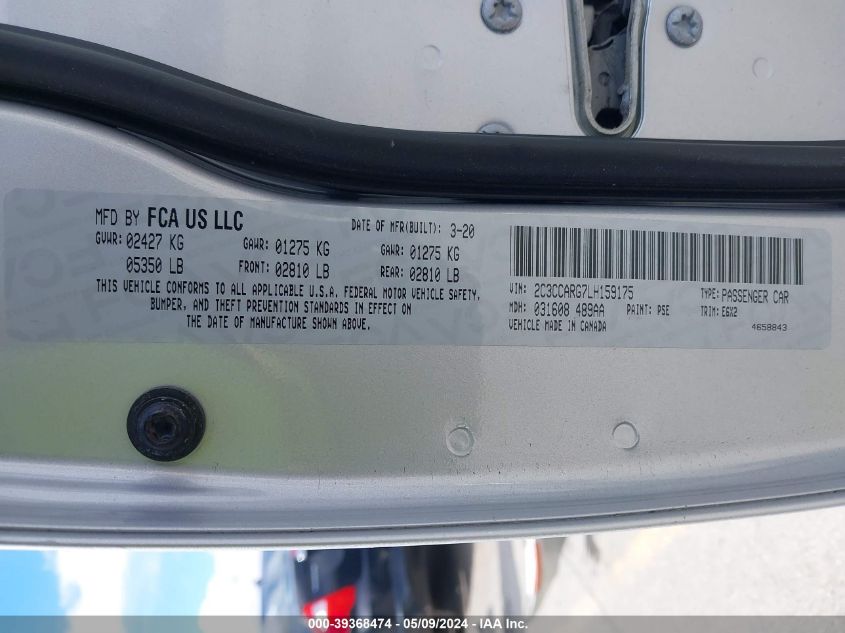 MFD BY FCA US LLC DATE OF MFR(BUILT): 3-20
GVWR: 02427 KG GAWR: 01275 KG GAWR: 01275 KG
05350 LB FRONT: 02810 LB REAR: 02810 LB
THIS VEHICLE CONFORMS TO ALL APPLICABLE U.S.A. FEDERAL MOTOR VEHICLE SAFETY,
BUMPER, AND THEFT PREVENTION STANDARDS IN EFFECT ON
THE DATE OF MANUFACTURE SHOWN ABOVE.
VIN: 2C3CCARG7LH159175 TYPE: PASSENGER CAR
MDH: 031608 489AA PAINT: PSE TRIM: E6X2
VEHICLE MADE IN CANADA 4658843
000-39368474 | 05/09/2024 - IAA Inc.